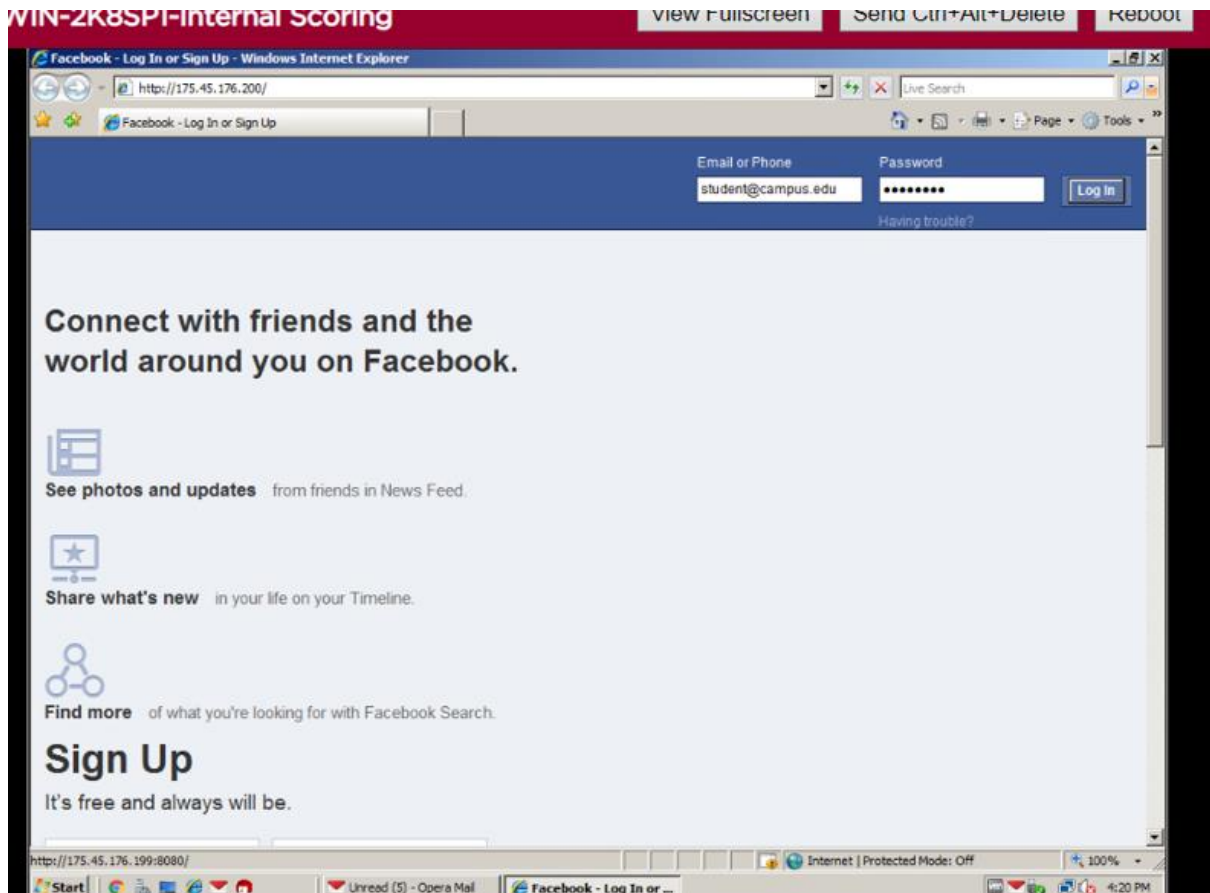 WIN-2K8SP1-Internal Scoring View Fullscreen Send Ctrl+Alt+Delete Reboot
Facebook - Log In or Sign Up - Windows Internet Explorer
http://175.45.176.200/ Live Search
Facebook - Log In or Sign Up Page Tools
Email or Phone Password
student@campus.edu Log In
Having trouble?
Connect with friends and the
world around you on Facebook.
See photos and updates from friends in News Feed.
Share what's new in your life on your Timeline.
Find more of what you're looking for with Facebook Search.
Sign Up
It's free and always will be.
http://175.45.176.199:8080/ Internet | Protected Mode: Off 100%
Start Unread (5) - Opera Mail Facebook - Log In or ... 4:20 PM